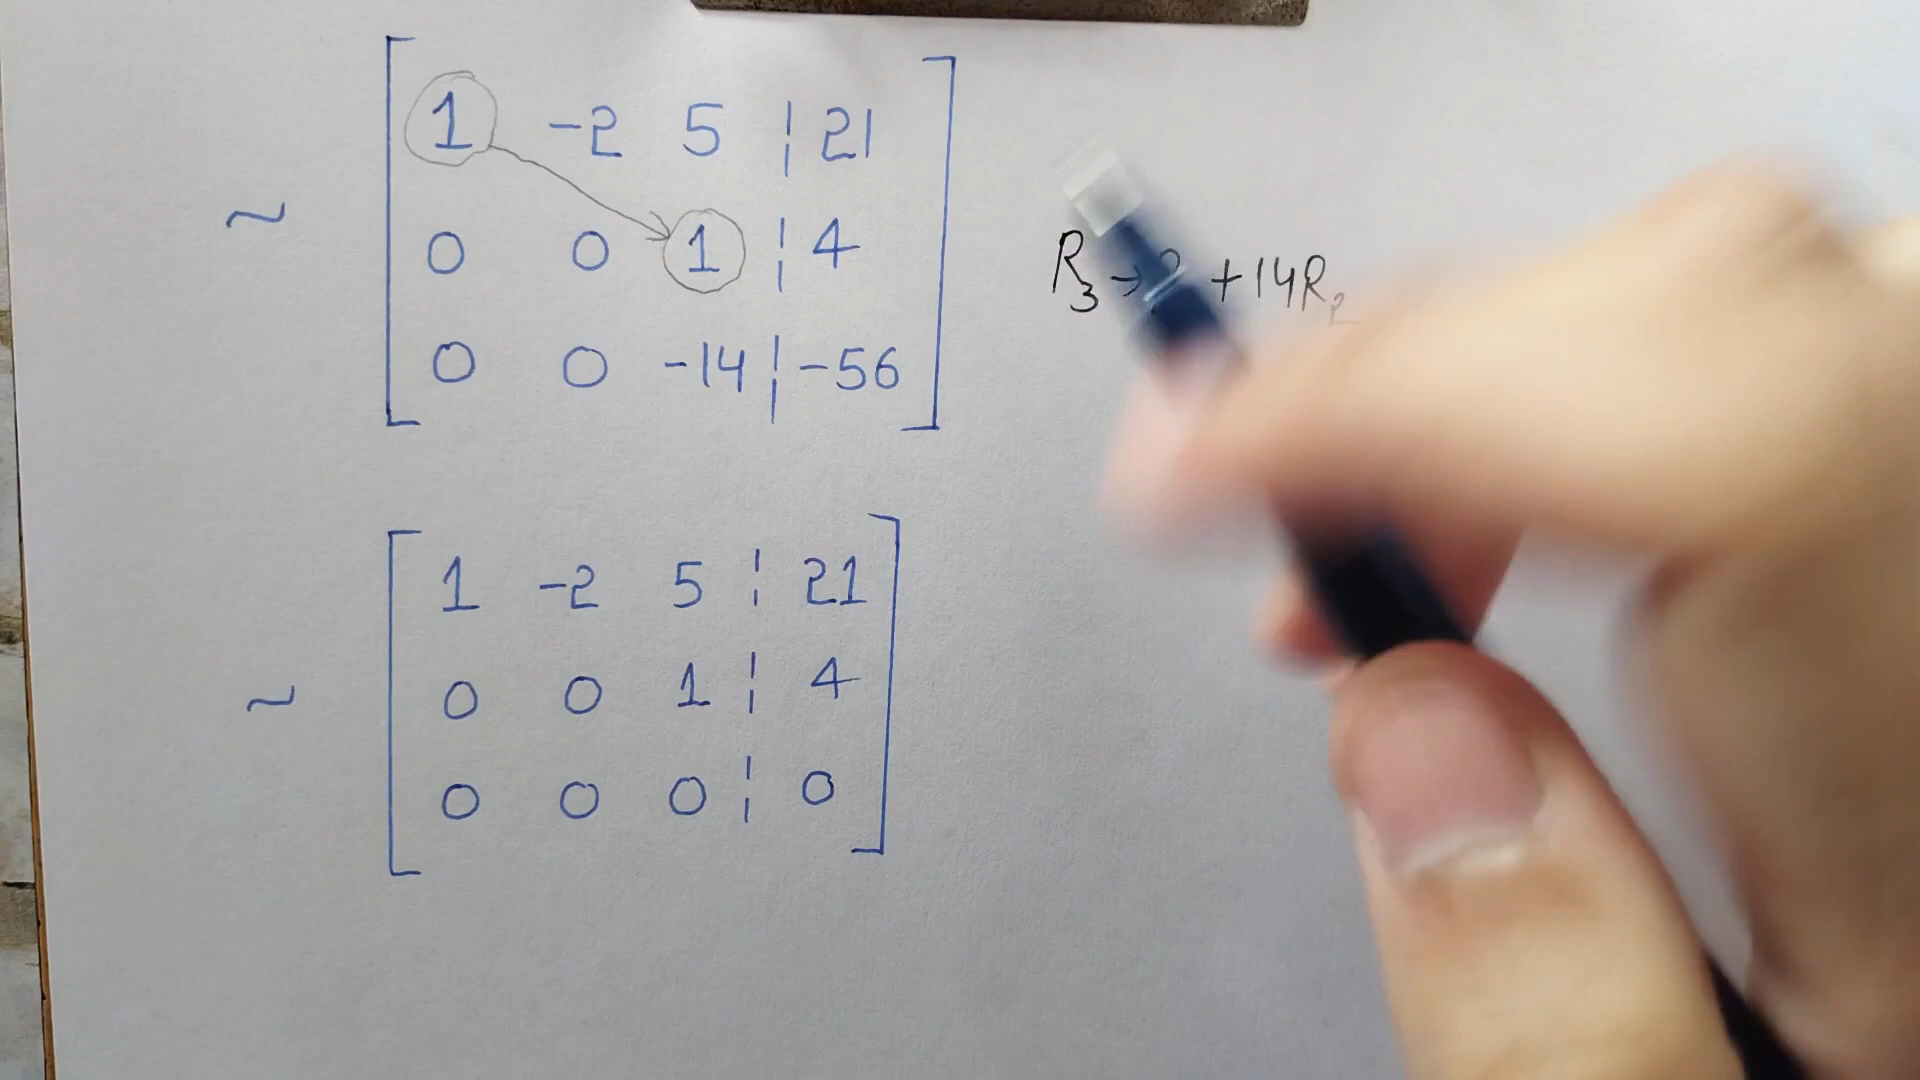 1 -2 5 ¦ 21
~ 0 0 1 ¦ 4
R3 → + 14R2
0 0 -14 ¦ -56
1 -2 5 ¦ 21
~ 0 0 1 ¦ 4
0 0 0 ¦ 0